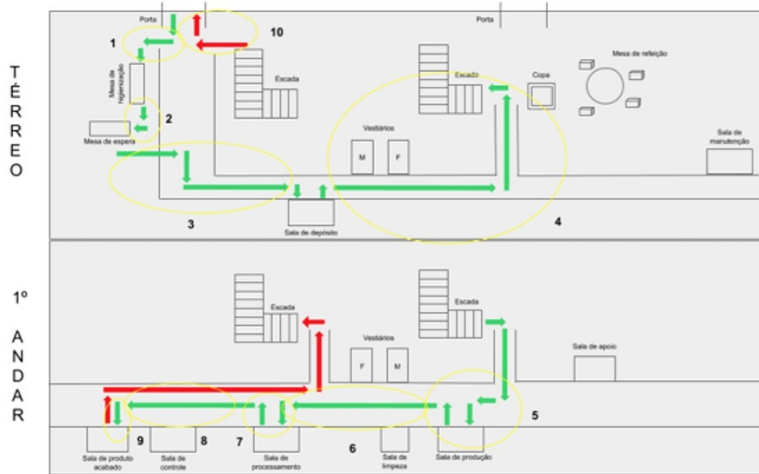 TÉRREO
Porta
Porta
1
10
Mesa de
higienização
Escada
Escada
Copa
Mesa de refeição
2
Mesa de espera
Vestiários
M
F
Sala de
manutenção
3
Sala de depósito
4
1º
ANDAR
Escada
Escada
Vestiários
F
M
Sala de apoio
5
9
8
7
6
Sala de produto
acabado
Sala de
controle
Sala de
processamento
Sala de
limpeza
Sala de produção